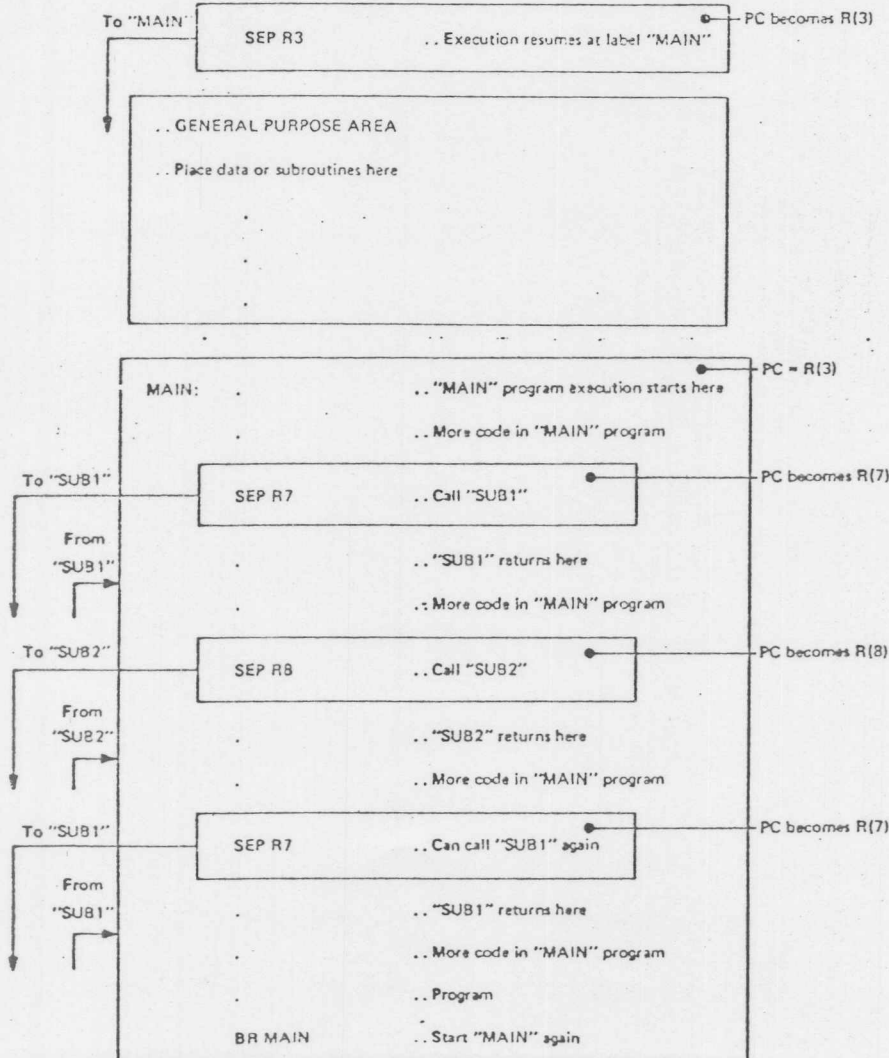 To "MAIN"
SEP R3 .. Execution resumes at label "MAIN"
PC becomes R(3)
.. GENERAL PURPOSE AREA
.. Place data or subroutines here
.
.
.
PC = R(3)
MAIN: . .. "MAIN" program execution starts here
. .. More code in "MAIN" program
To "SUB1"
SEP R7 .. Call "SUB1"
PC becomes R(7)
From
"SUB1"
. .. "SUB1" returns here
. .. More code in "MAIN" program
To "SUB2"
SEP R8 .. Call "SUB2"
PC becomes R(8)
From
"SUB2"
. .. "SUB2" returns here
. .. More code in "MAIN" program
To "SUB1"
SEP R7 .. Can call "SUB1" again
PC becomes R(7)
From
"SUB1"
. .. "SUB1" returns here
. .. More code in "MAIN" program
. .. Program
BR MAIN .. Start "MAIN" again